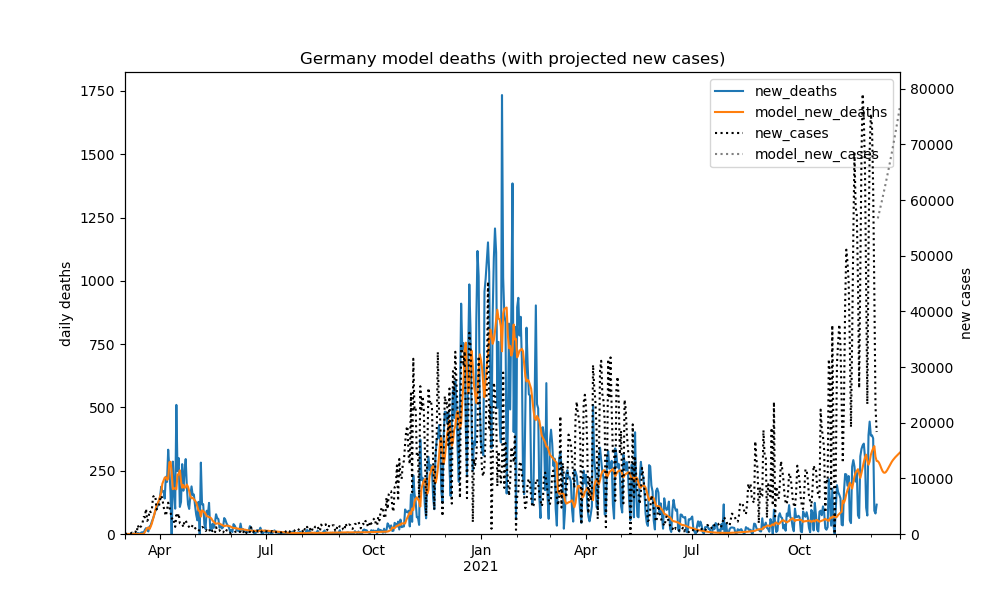 Germany model deaths (with projected new cases)
1750
1500
1250
1000
750
500
250
0
daily deaths
new_deaths
model_new_deaths
new_cases
model_new_cases
80000
70000
60000
50000
40000
30000
20000
10000
0
new cases
Apr Jul Oct Jan Apr Jul Oct
2021